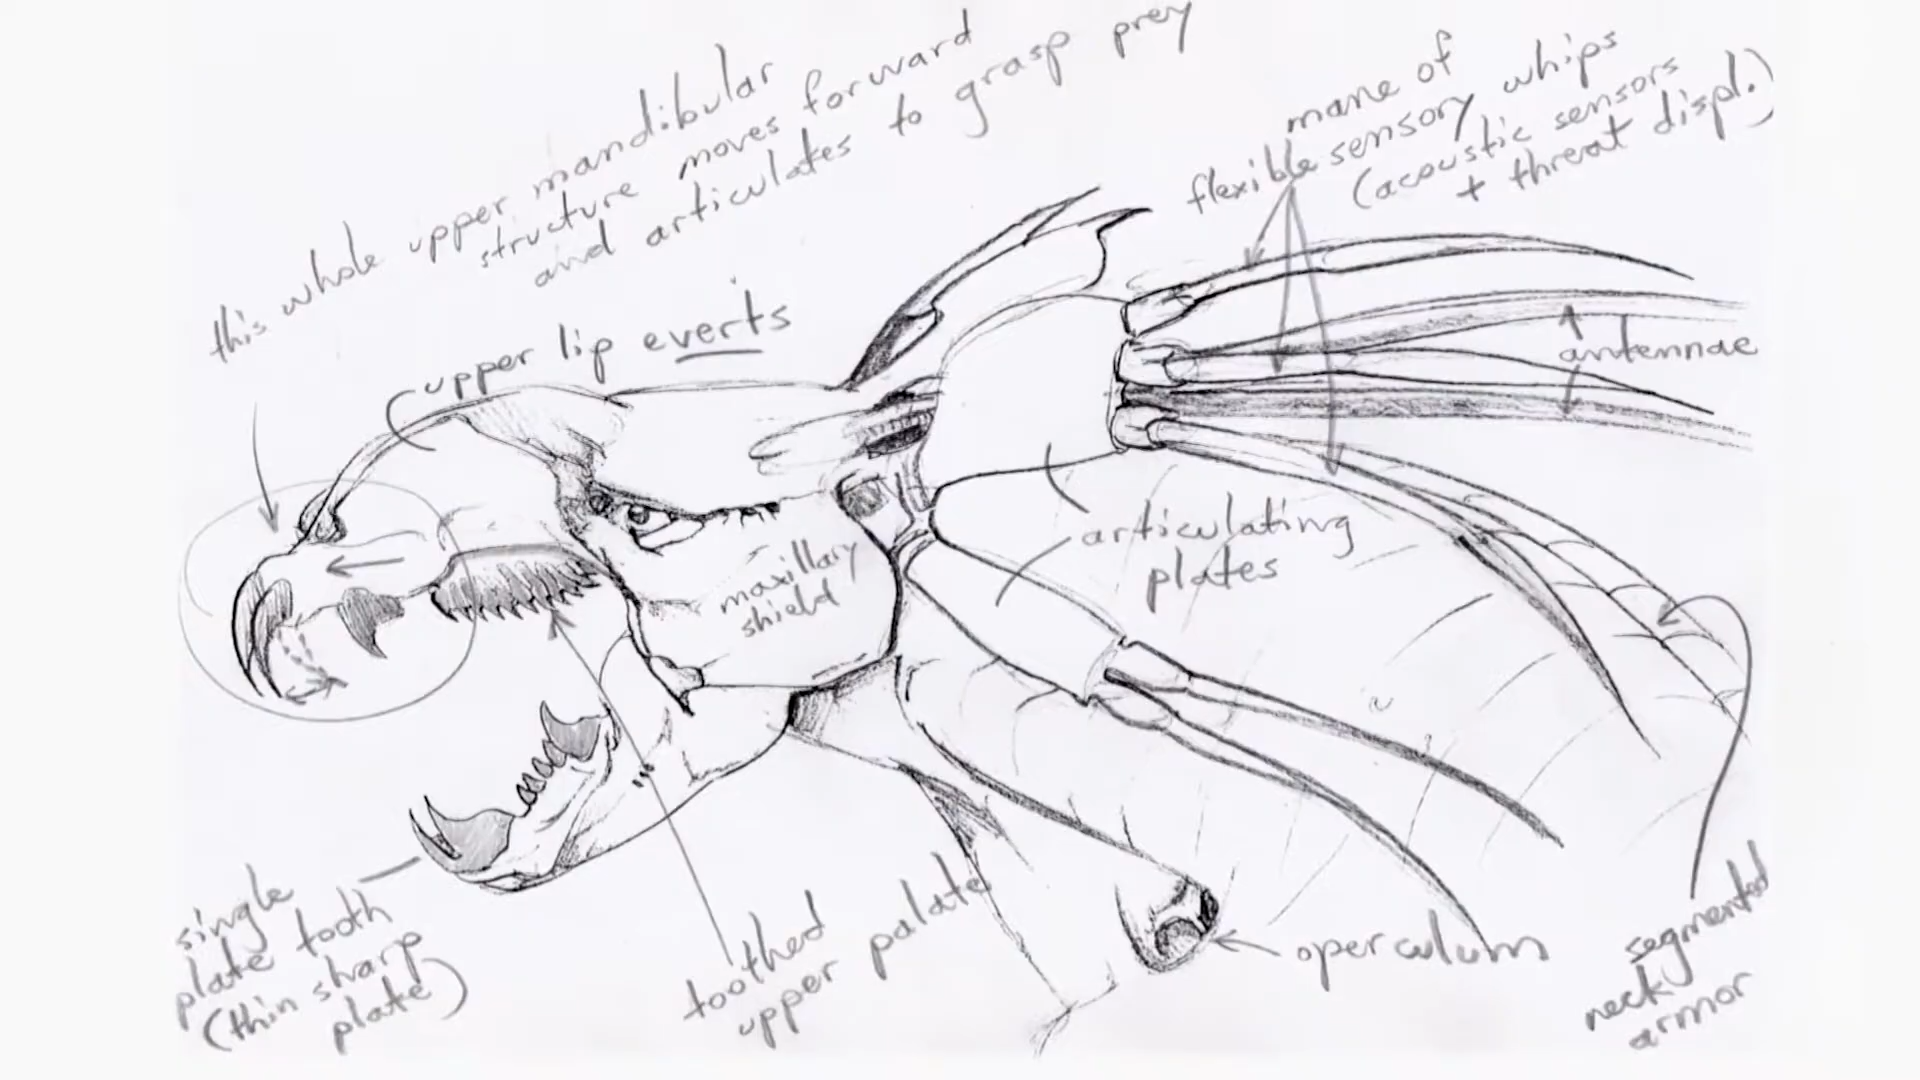 this whole upper mandibular
structure moves forward
and articulates to grasp prey
mane of
flexible sensory whips
(acoustic sensors
+ threat displ.)
upper lip everts
antennae
articulating
plates
maxillary
shield
single
plate tooth
(thin sharp
plate)
toothed
upper palate
operculum
segmented
neck
armor